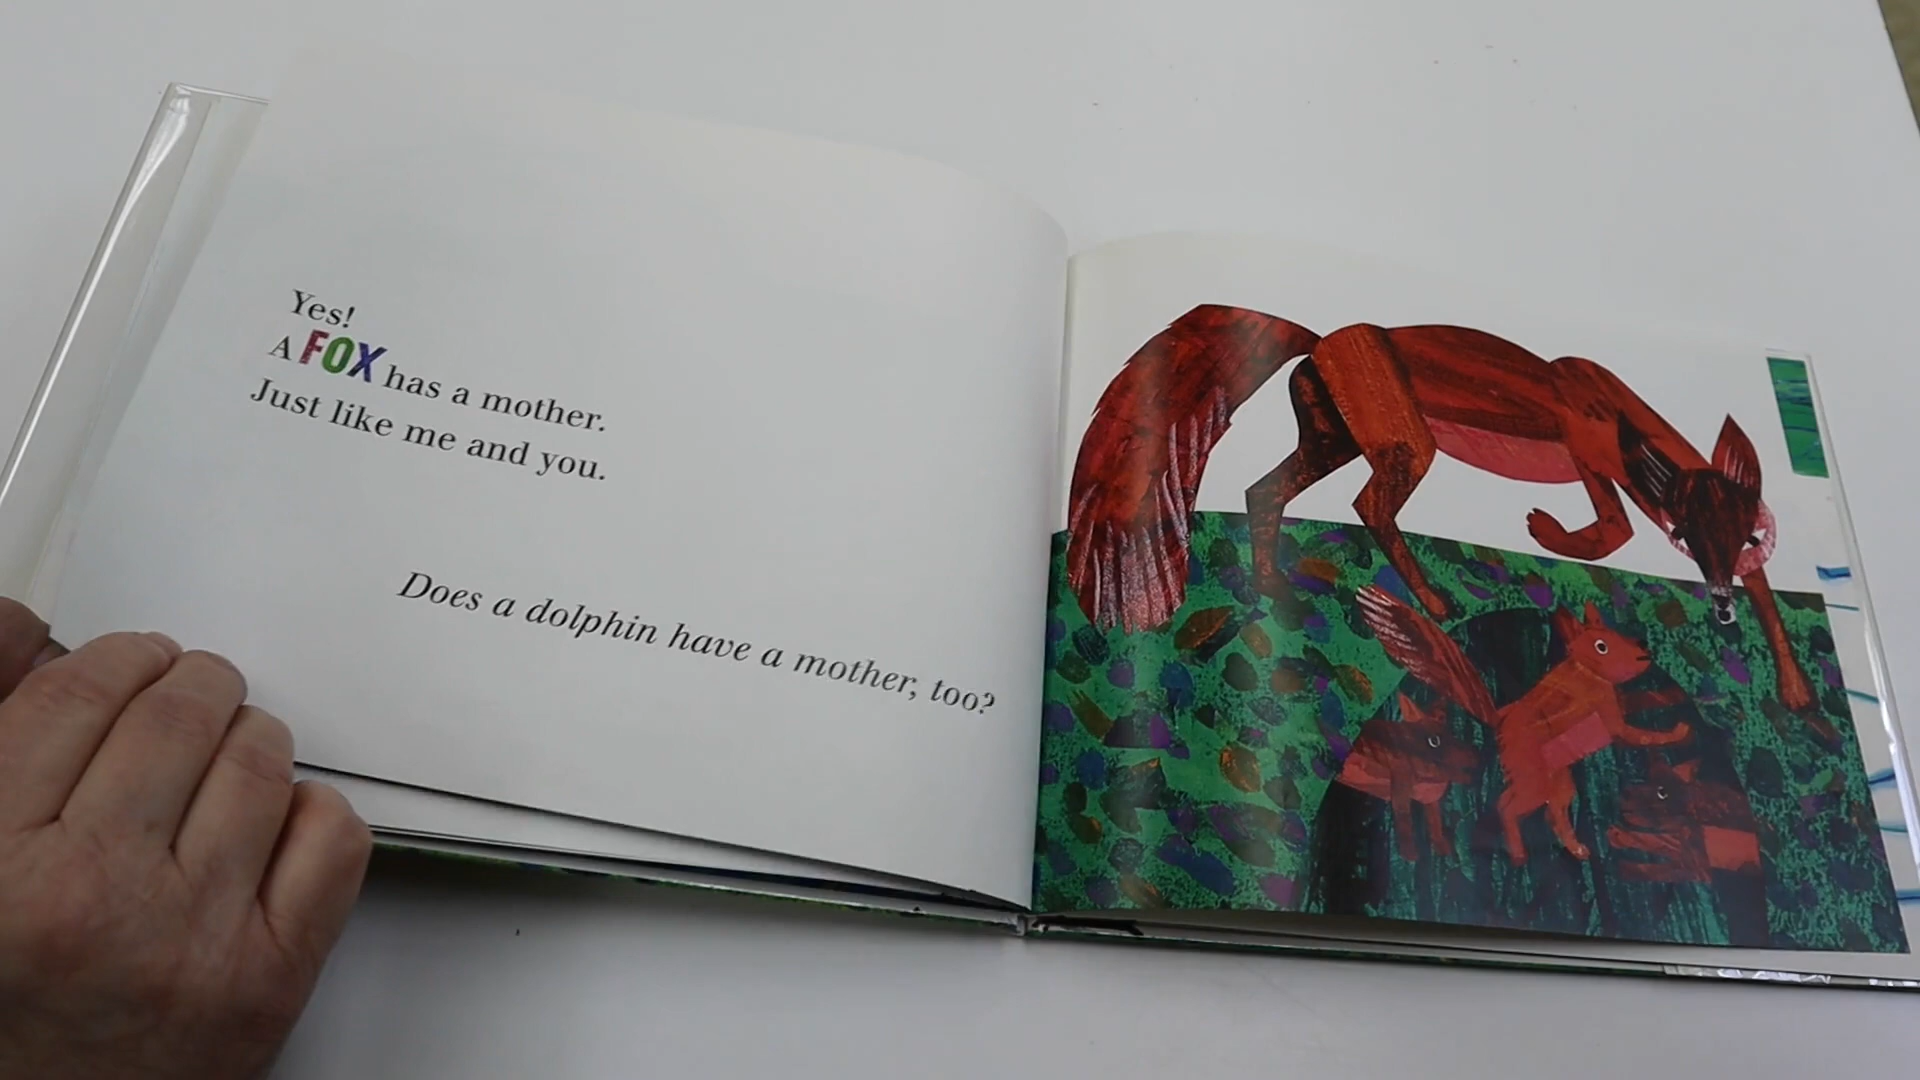 Yes!
A FOX has a mother.
Just like me and you.
Does a dolphin have a mother, too?